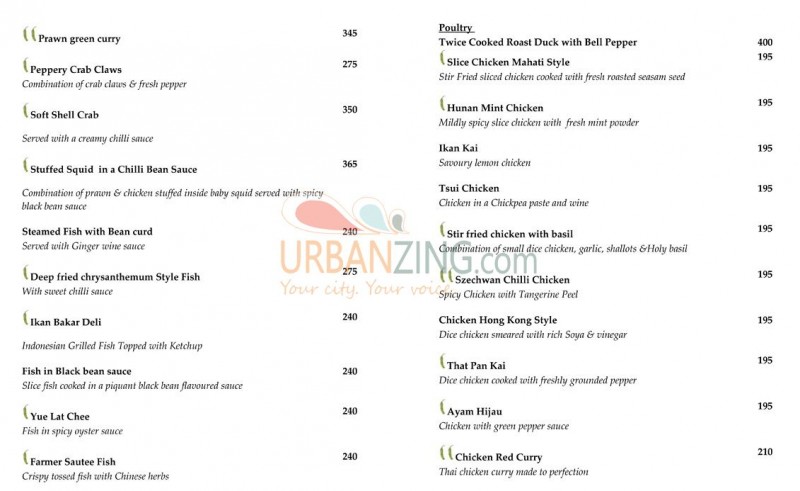 Prawn green curry 345
Peppery Crab Claws 275
Combination of crab claws & fresh pepper
Soft Shell Crab 350
Served with a creamy chilli sauce
Stuffed Squid in a Chilli Bean Sauce 365
Combination of prawn & chicken stuffed inside baby squid served with spicy
black bean sauce
Steamed Fish with Bean curd 240
Served with Ginger wine sauce
Deep fried chrysanthemum Style Fish 275
With sweet chilli sauce
Ikan Bakar Deli 240
Indonesian Grilled Fish Topped with Ketchup
Fish in Black bean sauce 240
Slice fish cooked in a piquant black bean flavoured sauce
Yue Lat Chee 240
Fish in spicy oyster sauce
Farmer Sautee Fish 240
Crispy tossed fish with Chinese herbs
Poultry
Twice Cooked Roast Duck with Bell Pepper 400
Slice Chicken Mahati Style 195
Stir Fried sliced chicken cooked with fresh roasted seasam seed
Hunan Mint Chicken 195
Mildly spicy slice chicken with fresh mint powder
Ikan Kai 195
Savoury lemon chicken
Tsui Chicken 195
Chicken in a Chickpea paste and wine
Stir fried chicken with basil 195
Combination of small dice chicken, garlic, shallots &Holy basil
Szechwan Chilli Chicken 195
Spicy Chicken with Tangerine Peel
Chicken Hong Kong Style 195
Dice chicken smeared with rich Soya & vinegar
That Pan Kai 195
Dice chicken cooked with freshly grounded pepper
Ayam Hijau 195
Chicken with green pepper sauce
Chicken Red Curry 210
Thai chicken curry made to perfection
URBANZING.com
Your city. Your voice